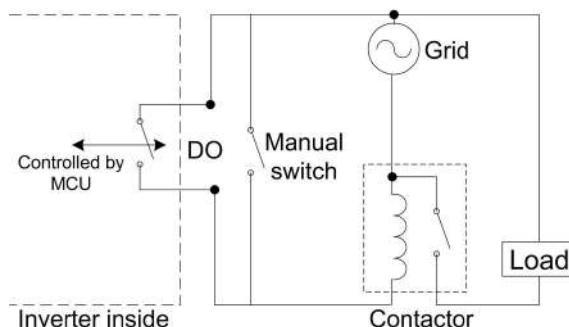 Grid
DO
Manual
switch
Controlled by
MCU
Load
Inverter inside
Contactor